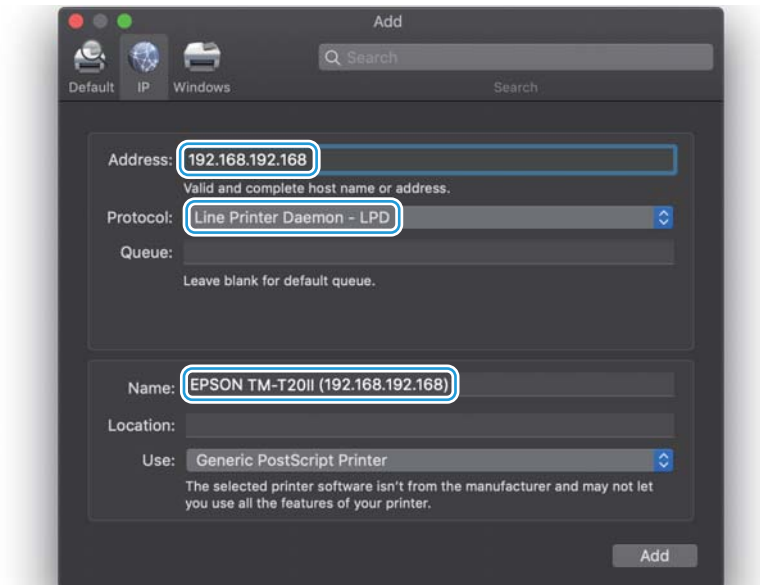 Add
Search
Default IP Windows
Search
Address: 192.168.192.168
Valid and complete host name or address.
Protocol: Line Printer Daemon - LPD
Queue:
Leave blank for default queue.
Name: EPSON TM-T20II (192.168.192.168)
Location:
Use: Generic PostScript Printer
The selected printer software isn't from the manufacturer and may not let
you use all the features of your printer.
Add